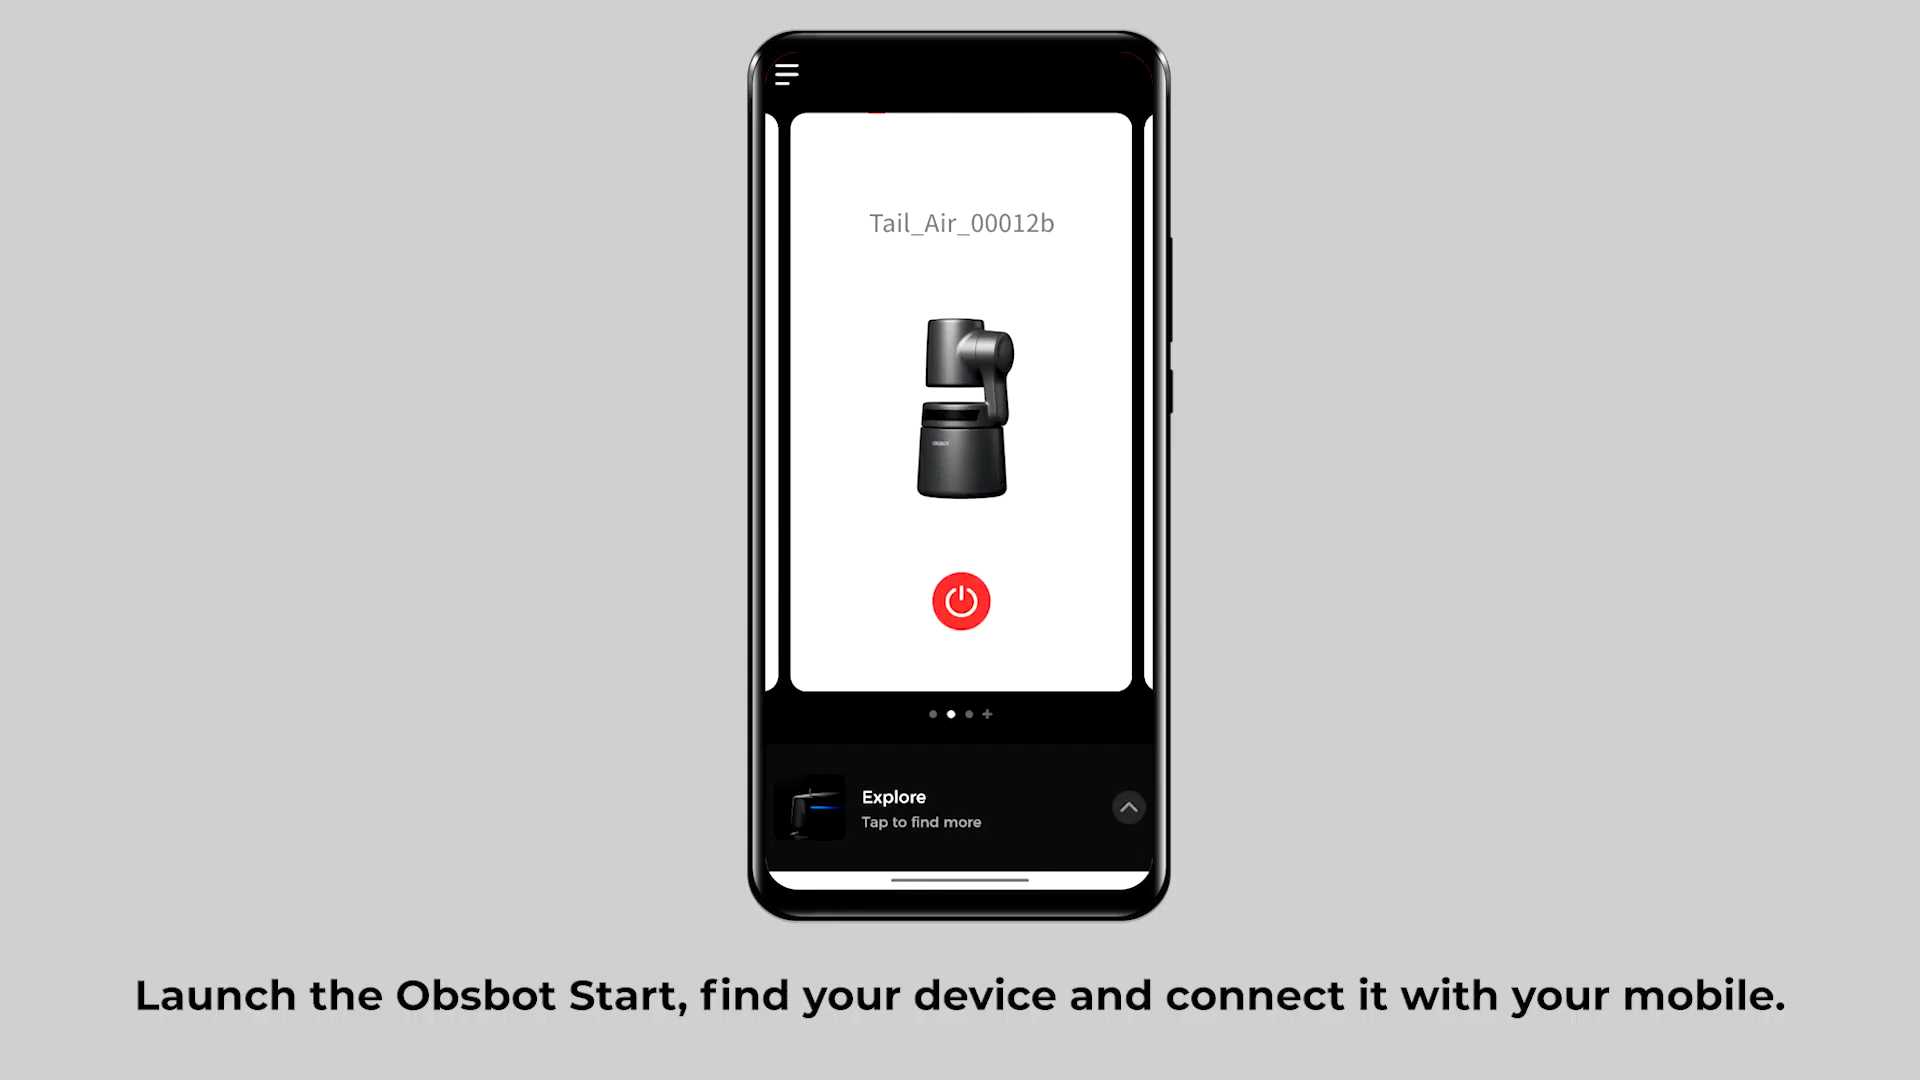 Tail_Air_00012b
OBSBOT
Explore
Tap to find more
Launch the Obsbot Start, find your device and connect it with your mobile.